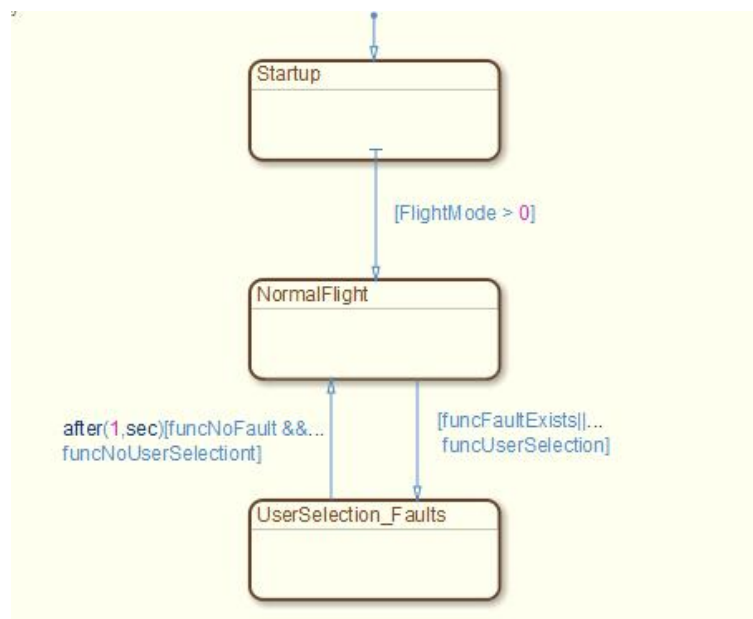 Startup
[FlightMode > 0]
NormalFlight
after(1,sec)[funcNoFault &&...
funcNoUserSelectiont]
[funcFaultExists||...
funcUserSelection]
UserSelection_Faults